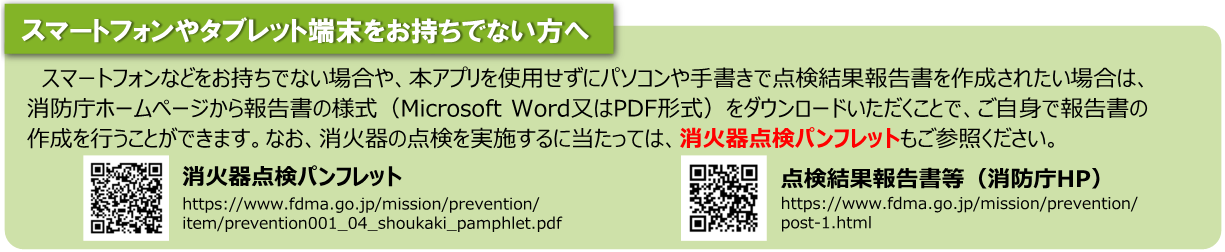 スマートフォンやタブレット端末をお持ちでない方へ
スマートフォンなどをお持ちでない場合や、本アプリを使用せずにパソコンや手書きで点検結果報告書を作成されたい場合は、
消防庁ホームページから報告書の様式（Microsoft Word又はPDF形式）をダウンロードいただくことで、ご自身で報告書の
作成を行うことができます。なお、消火器の点検を実施するに当たっては、消火器点検パンフレットもご参照ください。
消火器点検パンフレット
https://www.fdma.go.jp/mission/prevention/
item/prevention001_04_shoukaki_pamphlet.pdf
点検結果報告書等（消防庁HP）
https://www.fdma.go.jp/mission/prevention/
post-1.html